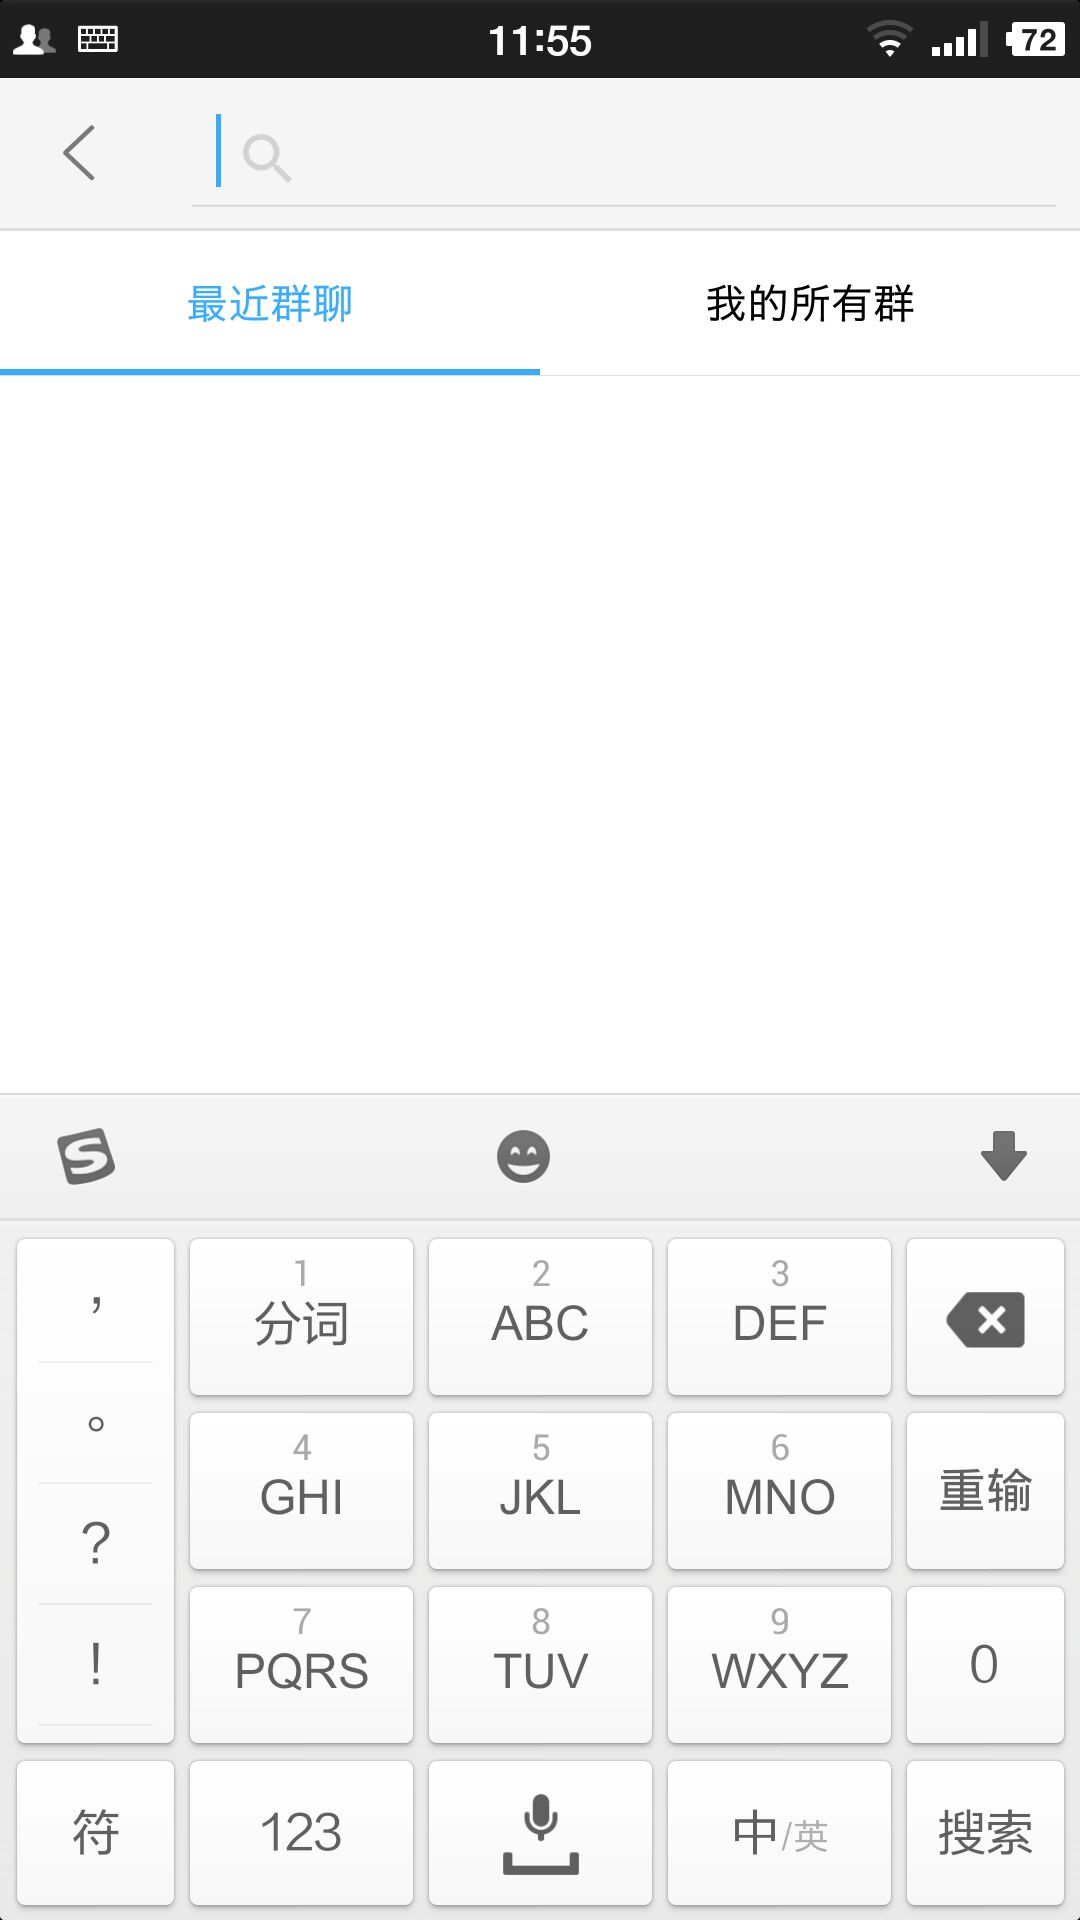 11:55 72
最近群聊 我的所有群
, 1 2 3
分词 ABC DEF
。 4 5 6
GHI JKL MNO 重输
? 7 8 9
! PQRS TUV WXYZ 0
符 123 中/英 搜索